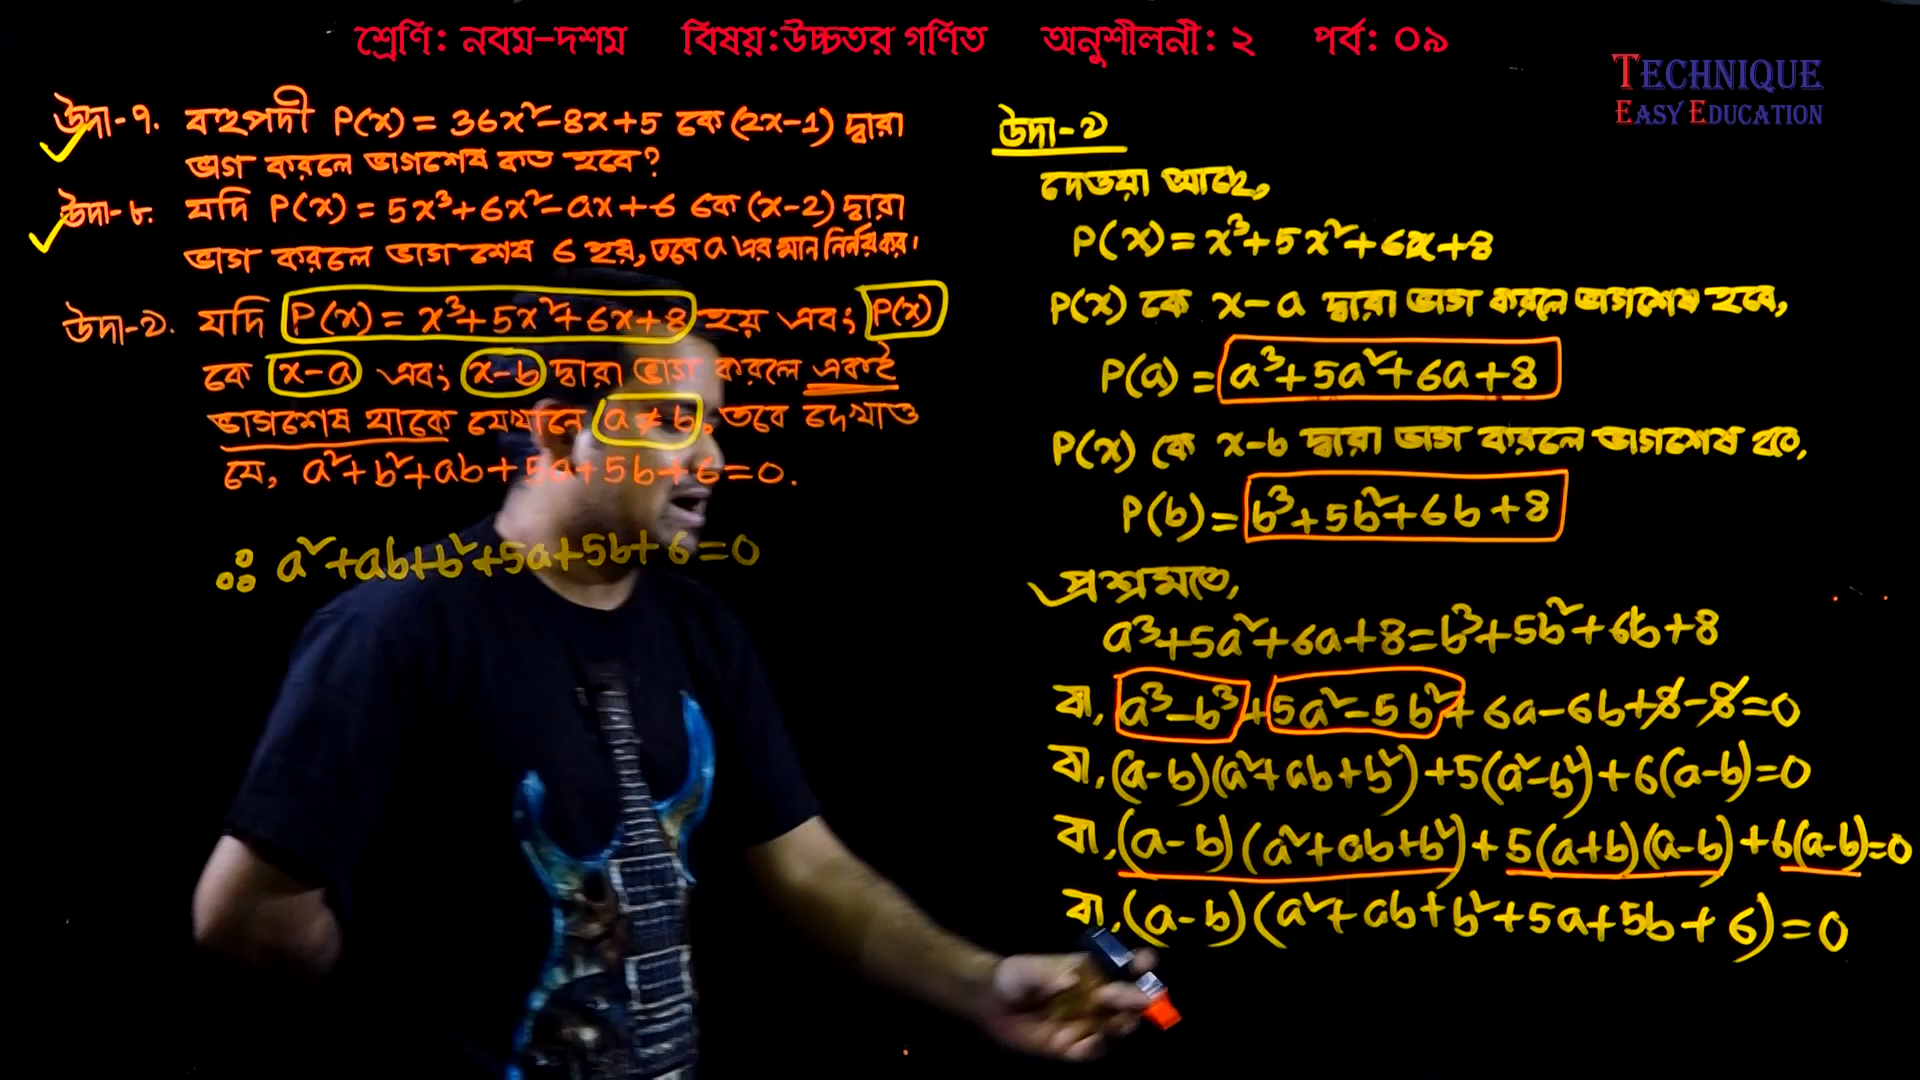 শ্রেণি: নবম-দশম বিষয়:উচ্চতর গণিত অনুশীলনী: ২ পর্ব: ০৯
TECHNIQUE
EASY EDUCATION
উদা-৭. বহুপদী P(x) = 36x²-8x+5 কে (2x-1) দ্বারা
ভাগ করলে ভাগশেষ কত হবে?
উদা-৮. যদি P(x) = 5x³+6x²-ax+6 কে (x-2) দ্বারা
ভাগ করলে ভাগশেষ 6 হয়, তবে a এর মান নির্ণয় কর।
উদা-৯. যদি P(x) = x³+5x²+6x+8 হয় এবং P(x)
কে x-a এবং x-b দ্বারা ভাগ করলে একই
ভাগশেষ থাকে যেখানে a≠b, তবে দেখাও
যে, a²+b²+ab+5a+5b+6=0.
∴ a²+ab+b²+5a+5b+6=0
উদা-৯
দেওয়া আছে,
P(x) = x³+5x²+6x+8
P(x) কে x-a দ্বারা ভাগ করলে ভাগশেষ হবে,
P(a) = a³+5a²+6a+8
P(x) কে x-b দ্বারা ভাগ করলে ভাগশেষ হবে,
P(b) = b³+5b²+6b+8
প্রশ্নমতে,
a³+5a²+6a+8=b³+5b²+6b+8
বা, a³-b³+5a²-5b²+6a-6b+8-8=0
বা, (a-b)(a²+ab+b²)+5(a²-b²)+6(a-b)=0
বা, (a-b)(a²+ab+b²)+5(a+b)(a-b)+6(a-b)=0
বা, (a-b)(a²+ab+b²+5a+5b+6)=0